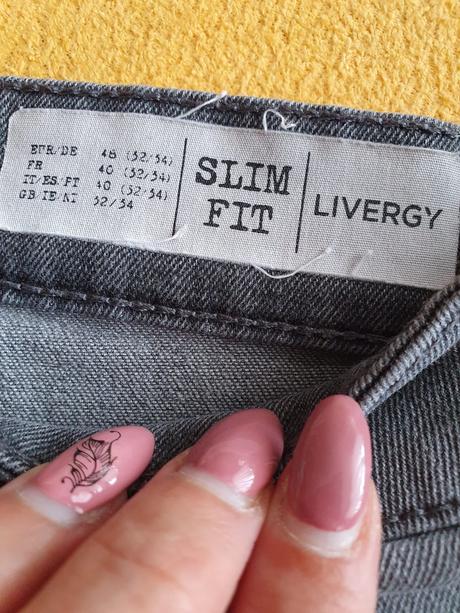 EUR/DE 48 (32/34)
FR 40 (32/34)
IT/ES/PT 40 (32/34)
GB/IE/NI 32/34
SLIM
FIT
LIVERGY